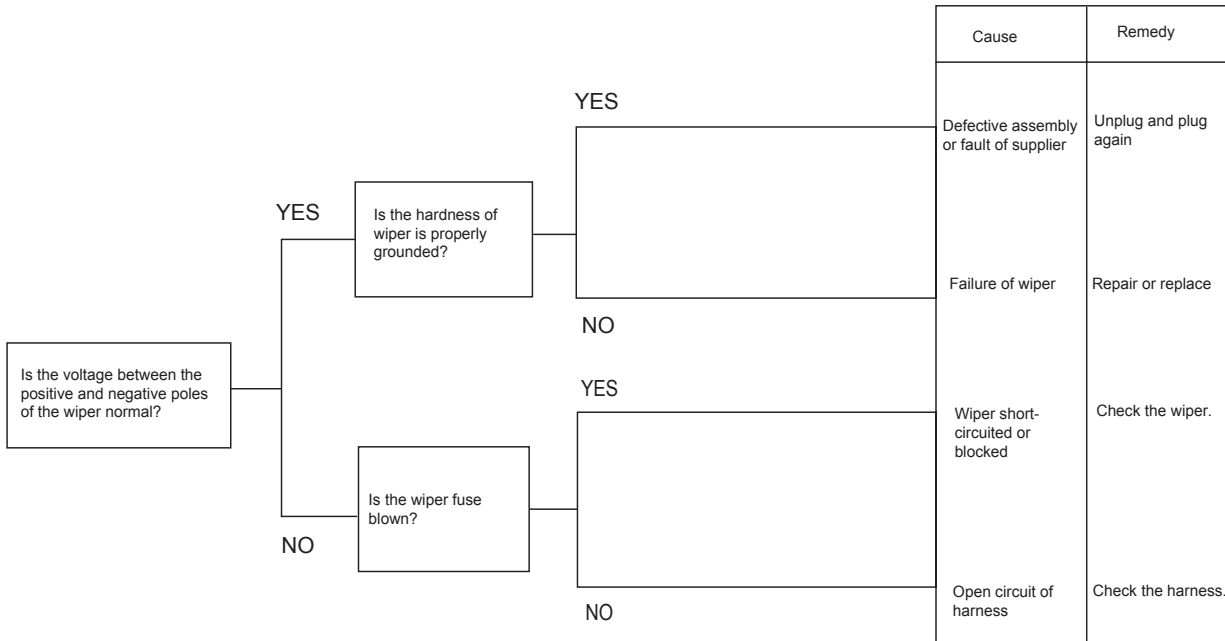 Cause
Remedy
YES
Defective assembly
or fault of supplier
Unplug and plug
again
YES
Is the hardness of
wiper is properly
grounded?
Failure of wiper
Repair or replace
NO
Is the voltage between the
positive and negative poles
of the wiper normal?
YES
Wiper short-
circuited or
blocked
Check the wiper.
Is the wiper fuse
blown?
NO
Open circuit of
harness
Check the harness.
NO